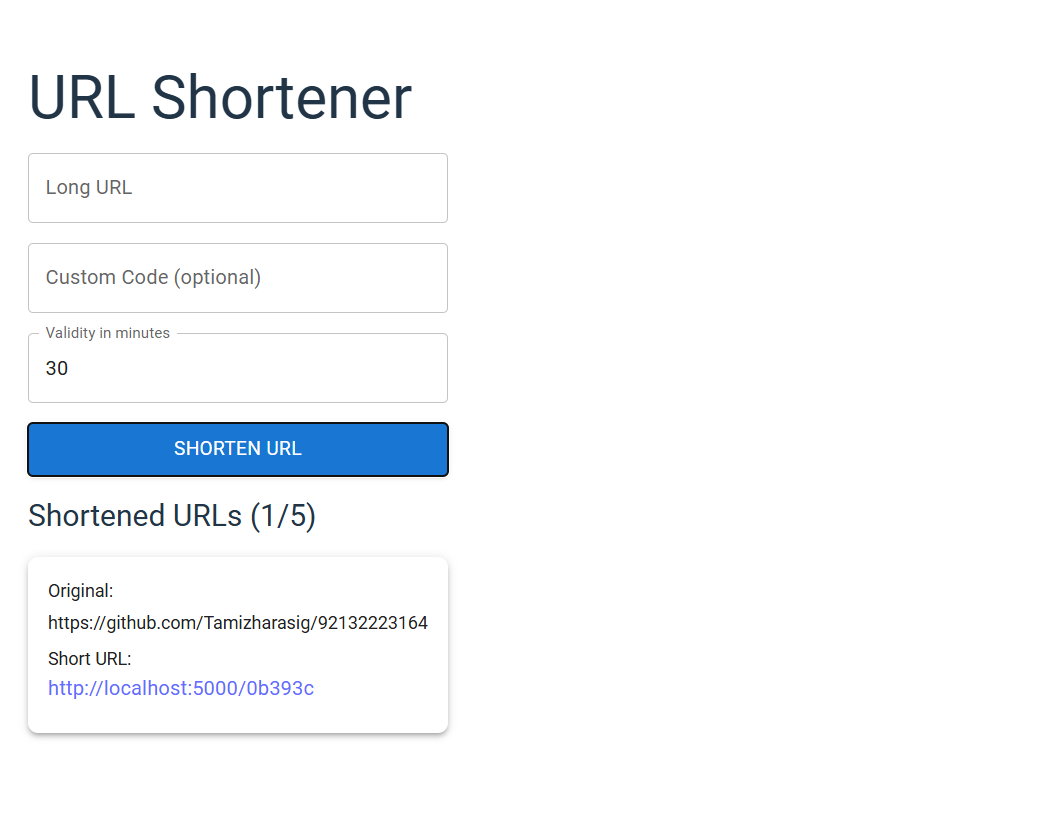 URL Shortener
Long URL
Custom Code (optional)
Validity in minutes
30
SHORTEN URL
Shortened URLs (1/5)
Original:
https://github.com/Tamizharasig/92132223164
Short URL:
http://localhost:5000/0b393c